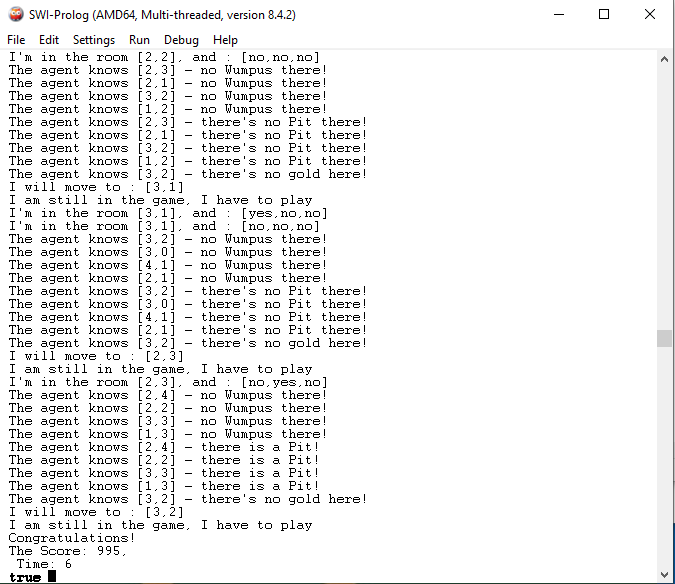 SWI-Prolog (AMD64, Multi-threaded, version 8.4.2)
File Edit Settings Run Debug Help
I'm in the room [2,2], and : [no,no,no]
The agent knows [2,3] - no Wumpus there!
The agent knows [2,1] - no Wumpus there!
The agent knows [3,2] - no Wumpus there!
The agent knows [1,2] - no Wumpus there!
The agent knows [2,3] - there's no Pit there!
The agent knows [2,1] - there's no Pit there!
The agent knows [3,2] - there's no Pit there!
The agent knows [1,2] - there's no Pit there!
The agent knows [3,2] - there's no gold here!
I will move to : [3,1]
I am still in the game, I have to play
I'm in the room [3,1], and : [yes,no,no]
I'm in the room [3,1], and : [no,no,no]
The agent knows [3,2] - no Wumpus there!
The agent knows [3,0] - no Wumpus there!
The agent knows [4,1] - no Wumpus there!
The agent knows [2,1] - no Wumpus there!
The agent knows [3,2] - there's no Pit there!
The agent knows [3,0] - there's no Pit there!
The agent knows [4,1] - there's no Pit there!
The agent knows [2,1] - there's no Pit there!
The agent knows [3,2] - there's no gold here!
I will move to : [2,3]
I am still in the game, I have to play
I'm in the room [2,3], and : [no,yes,no]
The agent knows [2,4] - no Wumpus there!
The agent knows [2,2] - no Wumpus there!
The agent knows [3,3] - no Wumpus there!
The agent knows [1,3] - no Wumpus there!
The agent knows [2,4] - there is a Pit!
The agent knows [2,2] - there is a Pit!
The agent knows [3,3] - there is a Pit!
The agent knows [1,3] - there is a Pit!
The agent knows [3,2] - there's no gold here!
I will move to : [3,2]
I am still in the game, I have to play
Congratulations!
The Score: 995,
Time: 6
true